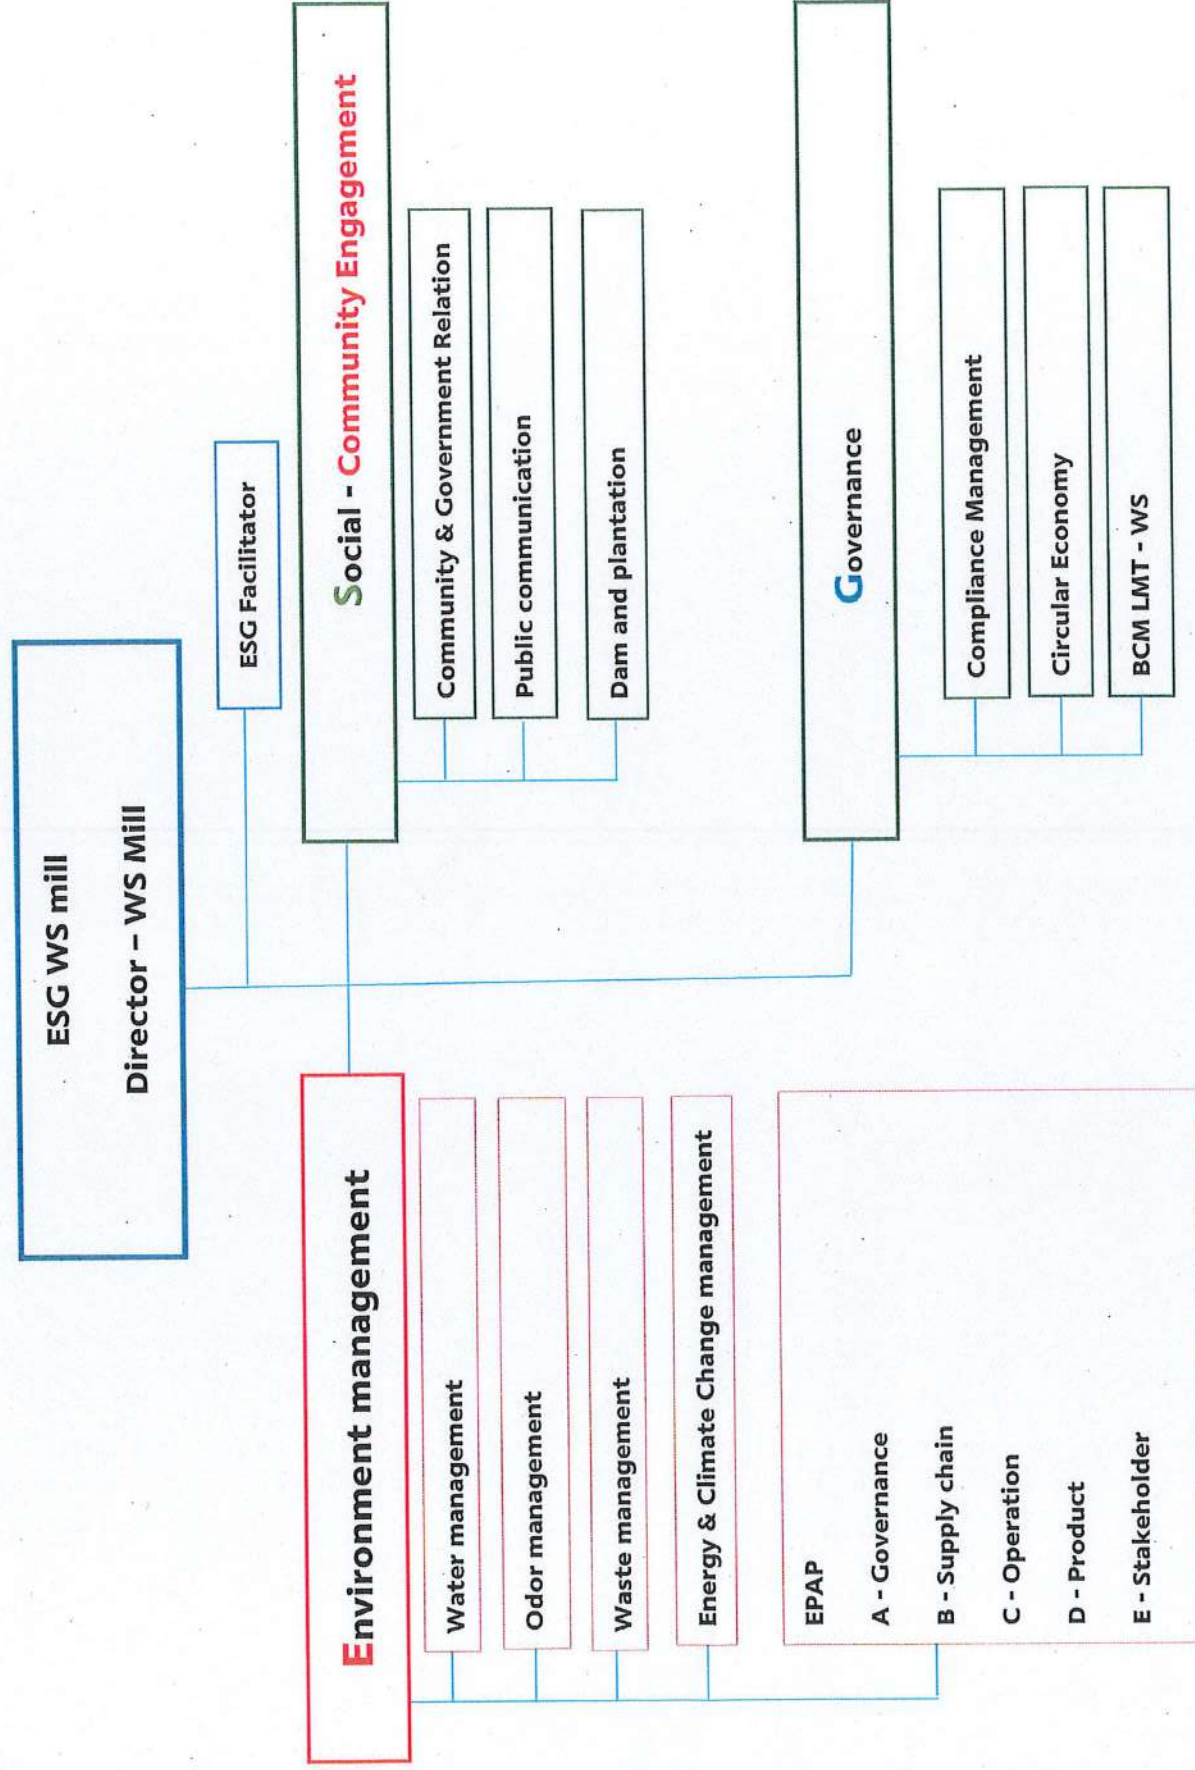 ESG WS mill
Director – WS Mill
ESG Facilitator
Environment management
Water management
Odor management
Waste management
Energy & Climate Change management
EPAP
A - Governance
B - Supply chain
C - Operation
D - Product
E - Stakeholder
Social - Community Engagement
Community & Government Relation
Public communication
Dam and plantation
Governance
Compliance Management
Circular Economy
BCM LMT - WS